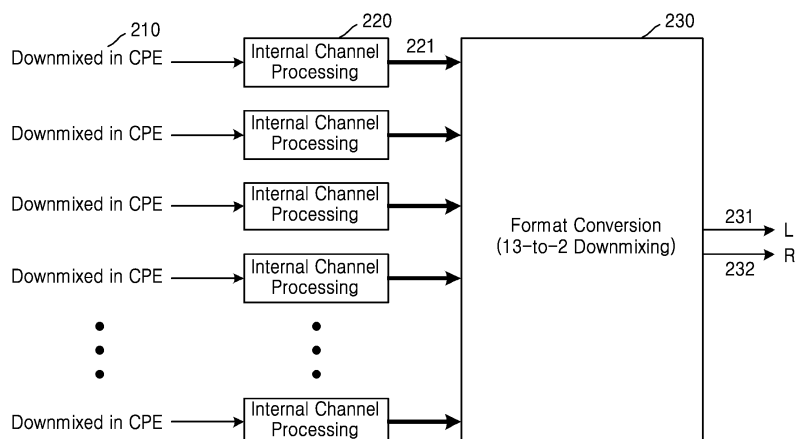 210
220
230
Downmixed in CPE
Internal Channel
Processing
221
Downmixed in CPE
Internal Channel
Processing
Downmixed in CPE
Internal Channel
Processing
Format Conversion
(13-to-2 Downmixing)
231
L
R
232
Downmixed in CPE
Internal Channel
Processing
Downmixed in CPE
Internal Channel
Processing